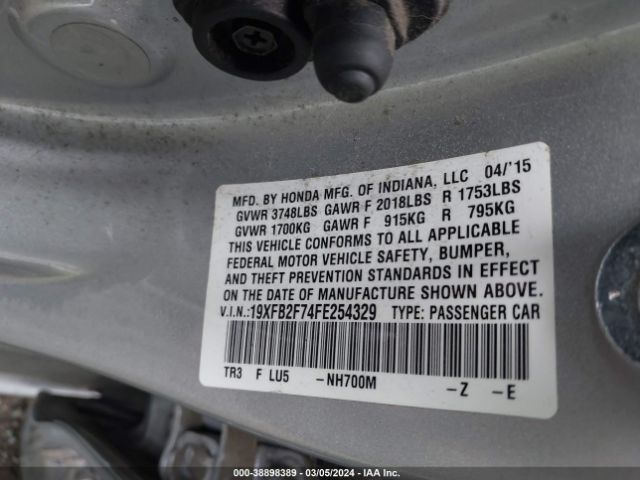 MFD. BY HONDA MFG. OF INDIANA, LLC 04/'15
GVWR 3748LBS GAWR F 2018LBS R 1753LBS
GVWR 1700KG GAWR F 915KG R 795KG
THIS VEHICLE CONFORMS TO ALL APPLICABLE
FEDERAL MOTOR VEHICLE SAFETY, BUMPER,
AND THEFT PREVENTION STANDARDS IN EFFECT
ON THE DATE OF MANUFACTURE SHOWN ABOVE.
V.I.N.:19XFB2F74FE254329 TYPE: PASSENGER CAR
TR3 F LU5 -NH700M -Z -E
000-38898389 | 03/05/2024 | IAA Inc.